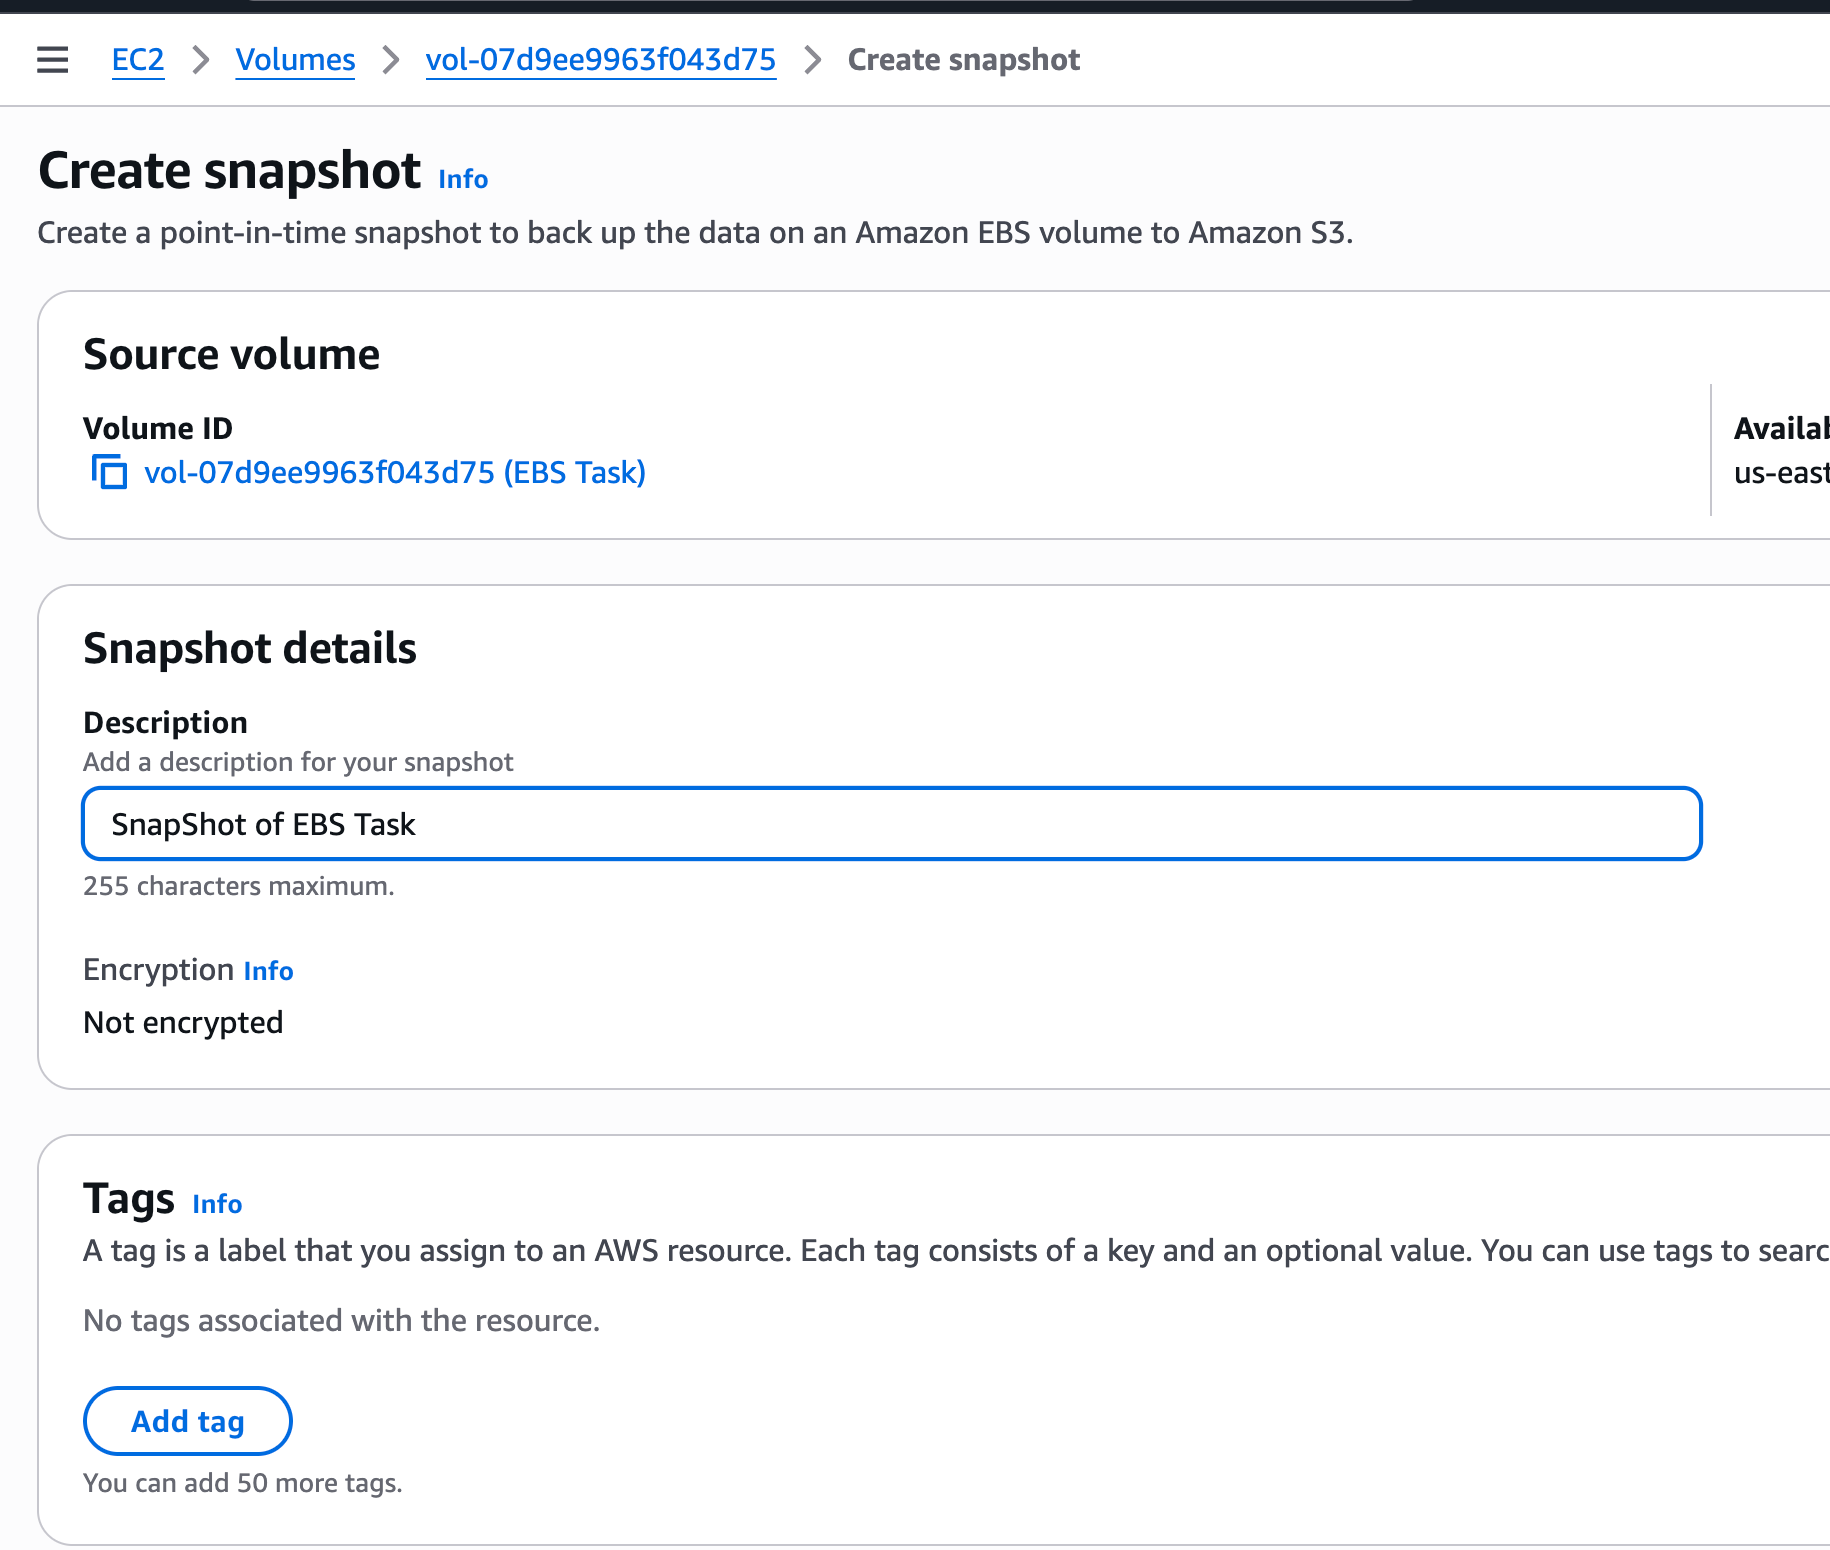 EC2 > Volumes > vol-07d9ee9963f043d75 > Create snapshot
Create snapshot Info
Create a point-in-time snapshot to back up the data on an Amazon EBS volume to Amazon S3.
Source volume
Volume ID
vol-07d9ee9963f043d75 (EBS Task)
Availab
us-east
Snapshot details
Description
Add a description for your snapshot
SnapShot of EBS Task
255 characters maximum.
Encryption Info
Not encrypted
Tags Info
A tag is a label that you assign to an AWS resource. Each tag consists of a key and an optional value. You can use tags to searc
No tags associated with the resource.
Add tag
You can add 50 more tags.